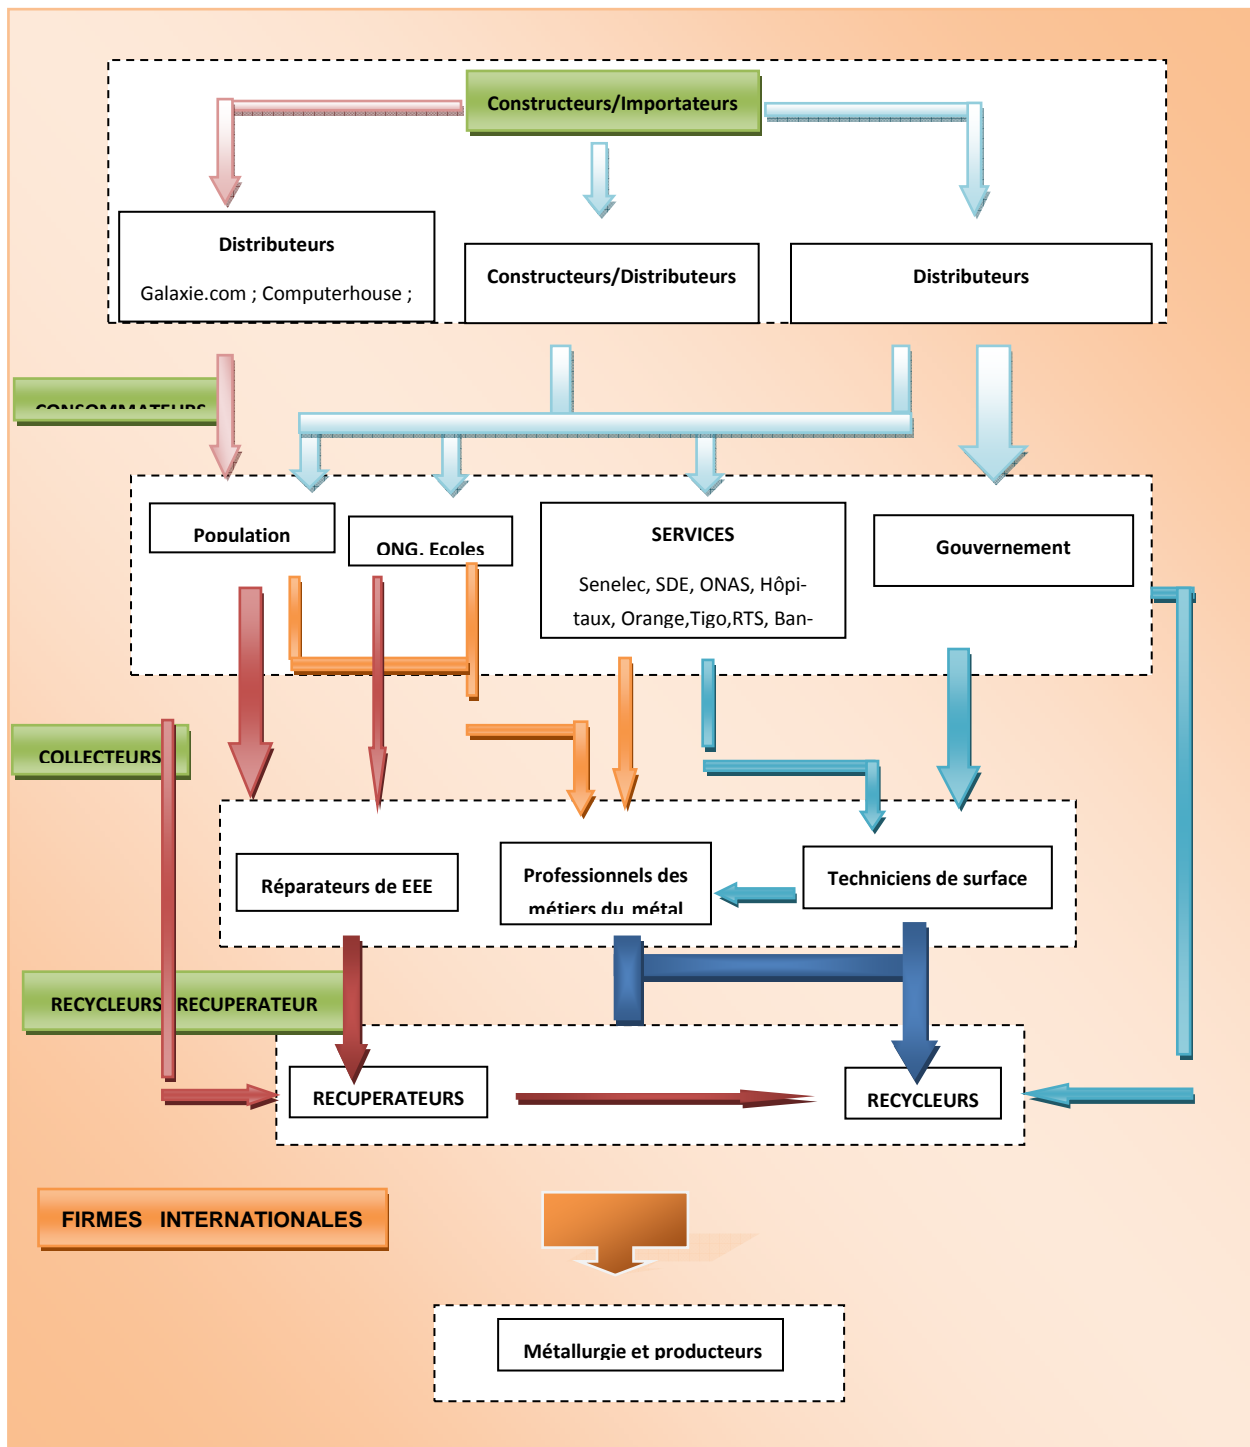 Constructeurs/Importateurs
Distributeurs
Galaxie.com ; Computerhouse ;
Constructeurs/Distributeurs
Distributeurs
CONSOMMATEURS
Population
ONG, Ecoles
SERVICES
Senelec, SDE, ONAS, Hôpi-
taux, Orange,Tigo,RTS, Ban-
Gouvernement
COLLECTEURS
Réparateurs de EEE
Professionnels des
métiers du métal
Techniciens de surface
RECYCLEURS RECUPERATEUR
RECUPERATEURS
RECYCLEURS
FIRMES INTERNATIONALES
Métallurgie et producteurs